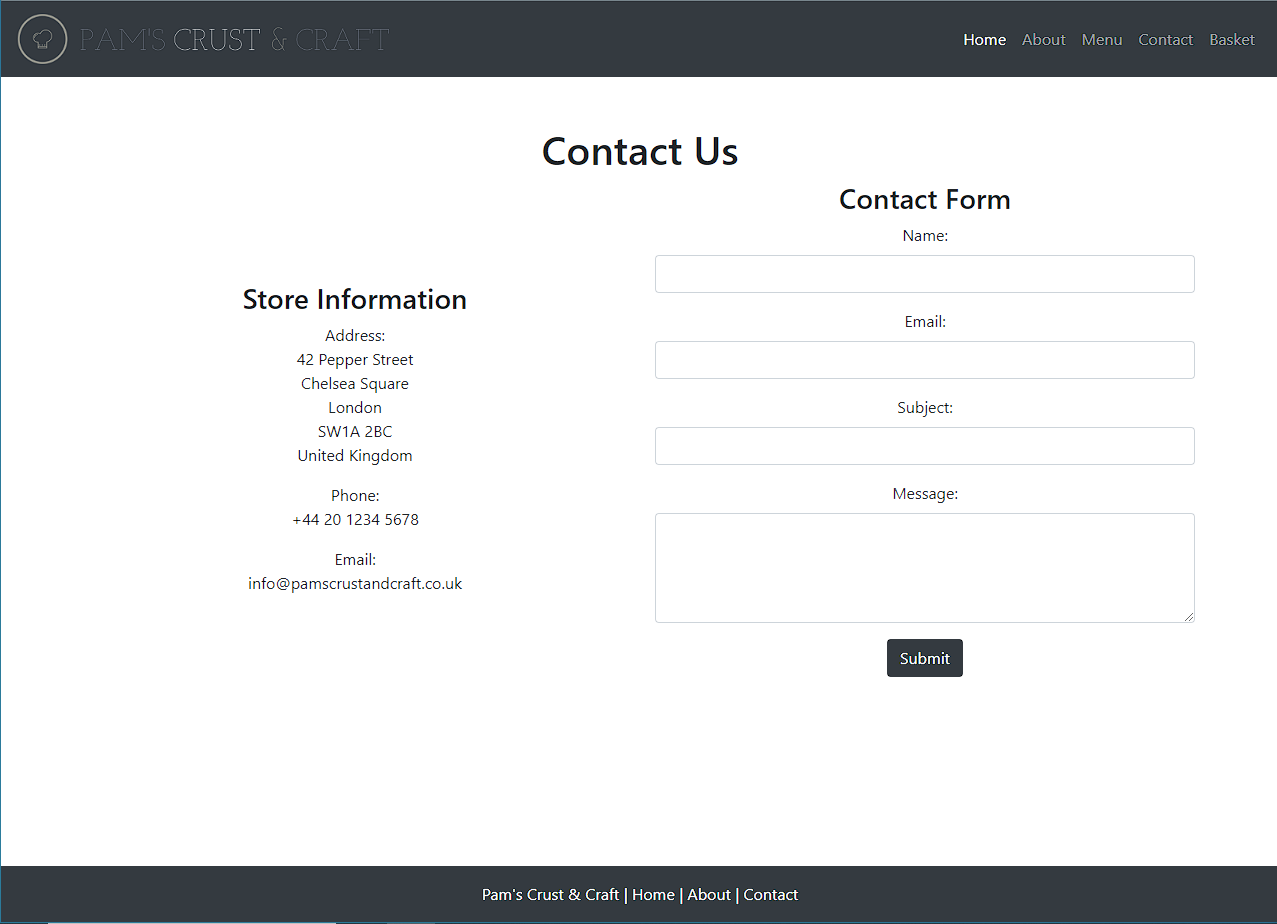 PAM'S CRUST & CRAFT
Home About Menu Contact Basket
Contact Us
Store Information
Address:
42 Pepper Street
Chelsea Square
London
SW1A 2BC
United Kingdom
Phone:
+44 20 1234 5678
Email:
info@pamscrustandcraft.co.uk
Contact Form
Name:
Email:
Subject:
Message:
Submit
Pam's Crust & Craft | Home | About | Contact